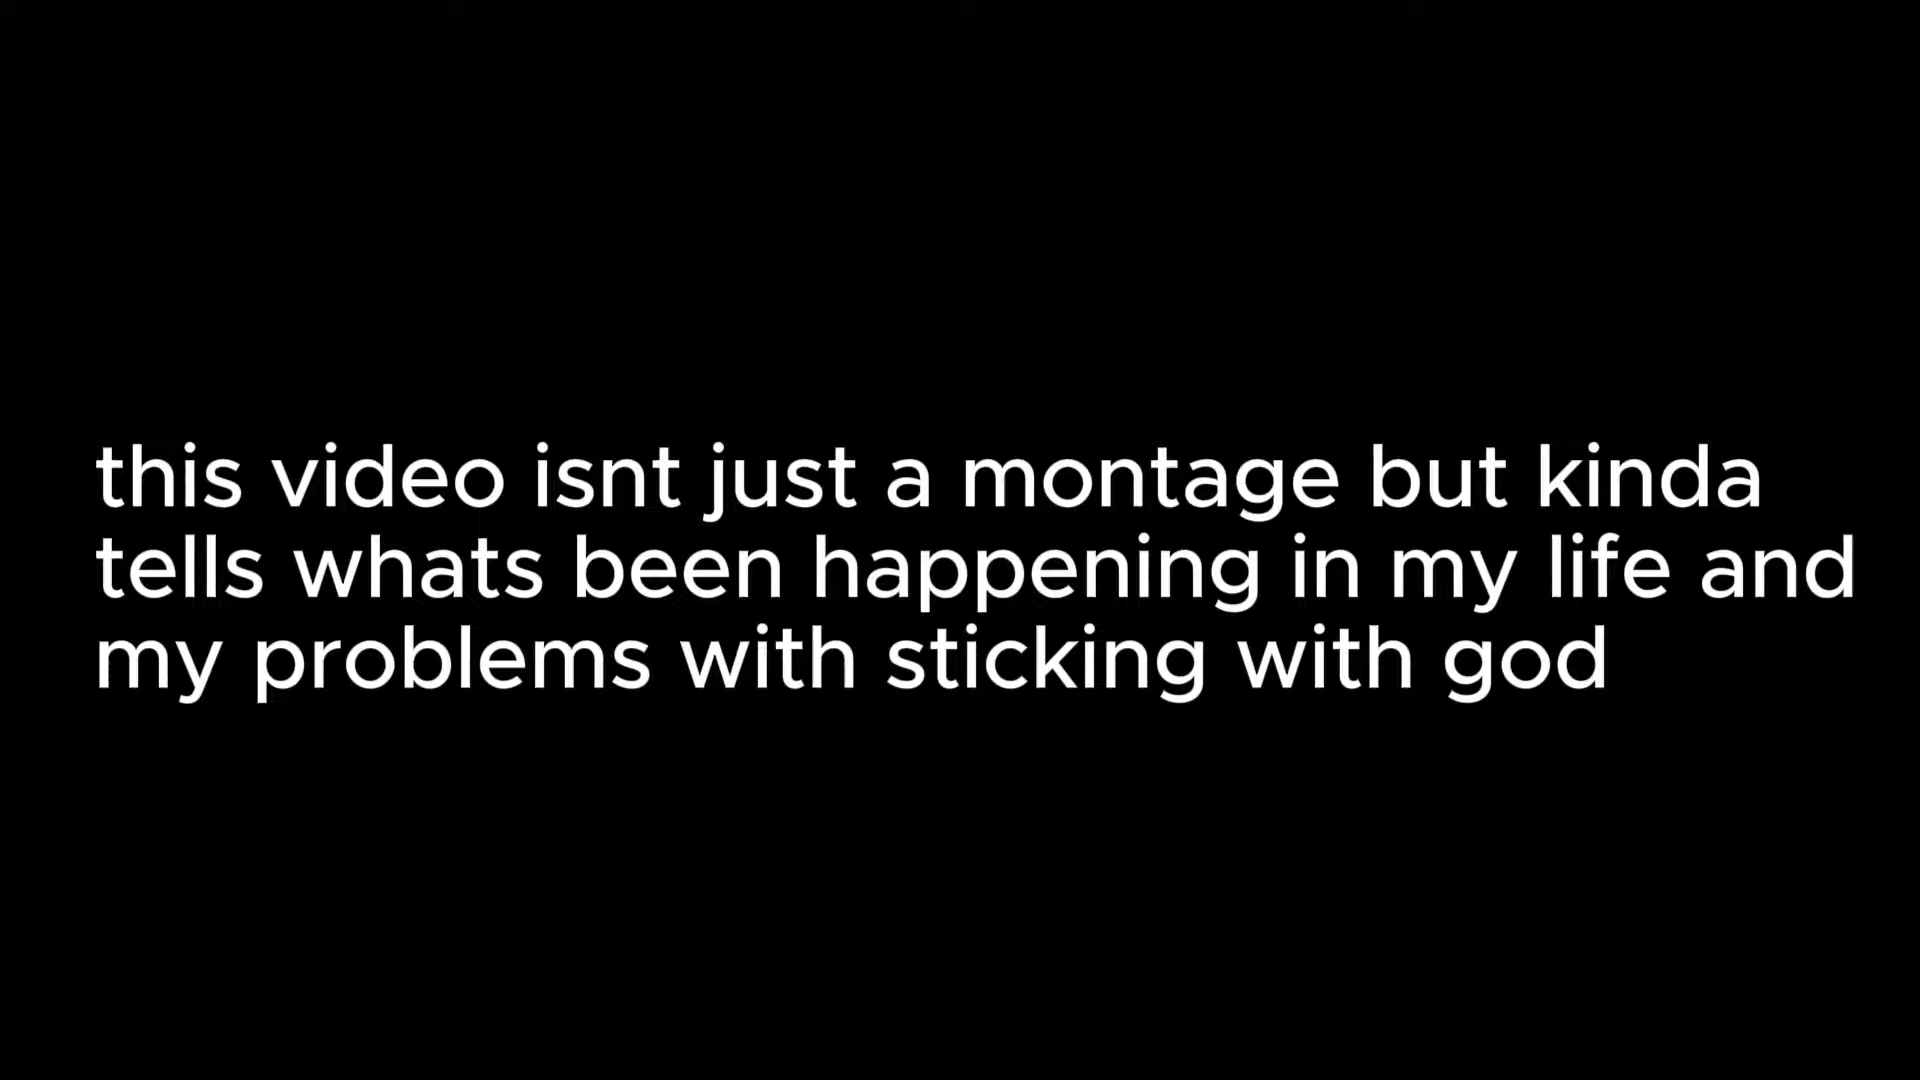 this video isnt just a montage but kinda
tells whats been happening in my life and
my problems with sticking with god